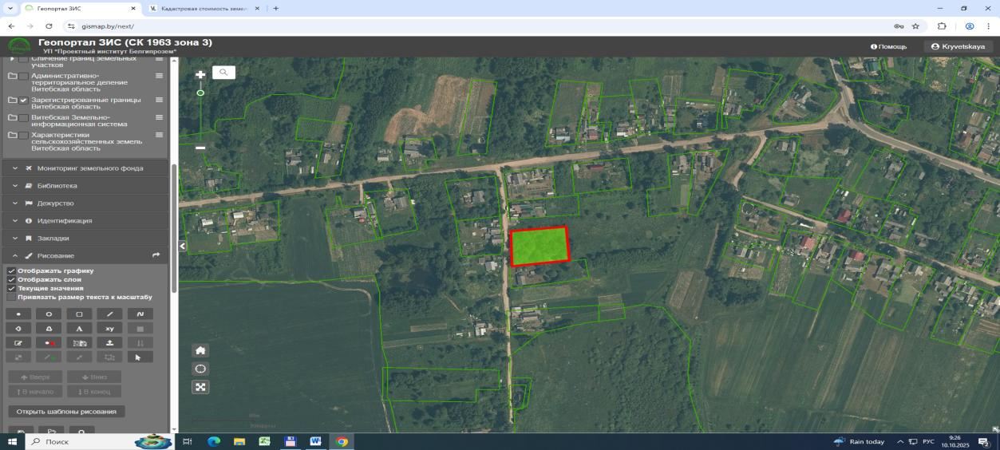 Геопортал ЗИС
Кадастровая стоимость земел
gismap.by/next/
Геопортал ЗИС (СК 1963 зона 3)
УП "Проектный институт Белгипрозем"
Помощь
Kryvetskaya
Сличение границ земельных
участков
Административно-
территориальное деление
Витебская область
Зарегистрированные границы
Витебская область
Витебская Земельно-
информационная система
Характеристики
сельскохозяйственных земель
Витебская область
Мониторинг земельного фонда
Библиотека
Дежурство
Идентификация
Закладки
Рисование
Отображать графику
Отображать слои
Текущие значения
Привязать размер текста к масштабу
A
xy
Вверх
Вниз
В начало
В конец
Открыть шаблоны рисования
Поиск
Rain today
РУС
9:26
10.10.2025
2